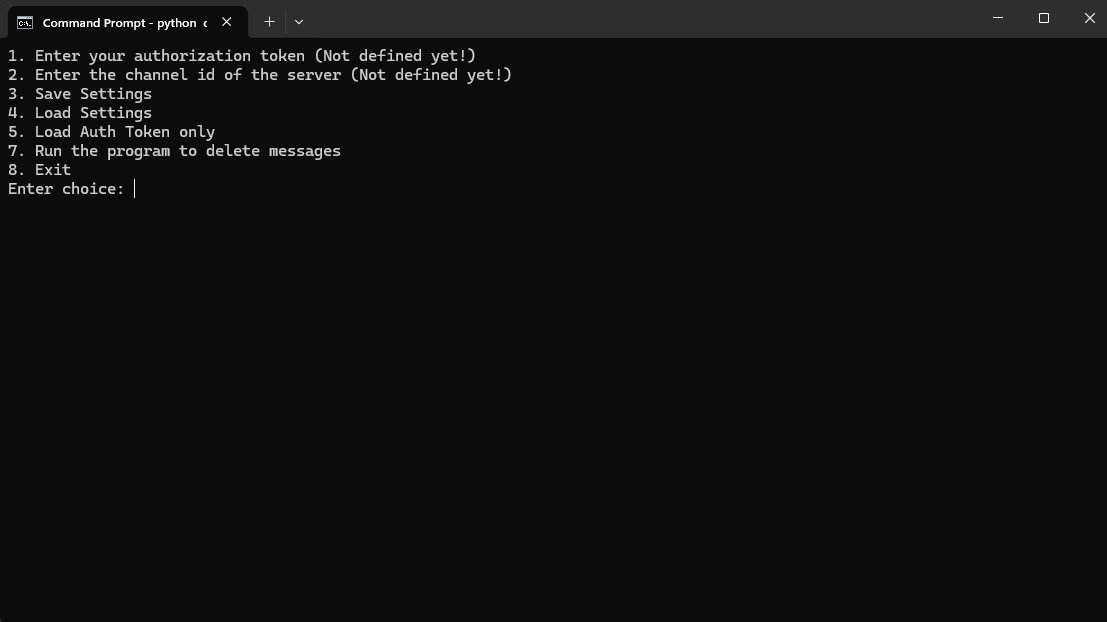 Command Prompt - python c
1. Enter your authorization token (Not defined yet!)
2. Enter the channel id of the server (Not defined yet!)
3. Save Settings
4. Load Settings
5. Load Auth Token only
7. Run the program to delete messages
8. Exit
Enter choice: